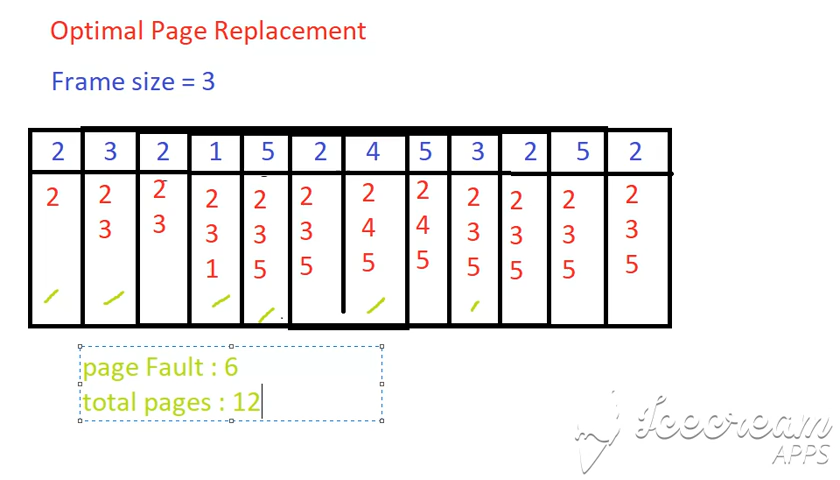 Optimal Page Replacement
Frame size = 3
2 3 2 1 5 2 4 5 3 2 5 2
2 2 2 2 2 2 2 2 2 2 2 2
3 3 3 3 3 4 4 3 3 3 3
1 5 5 5 5 5 5 5 5
page Fault : 6
total pages : 12
Icecream
APPS